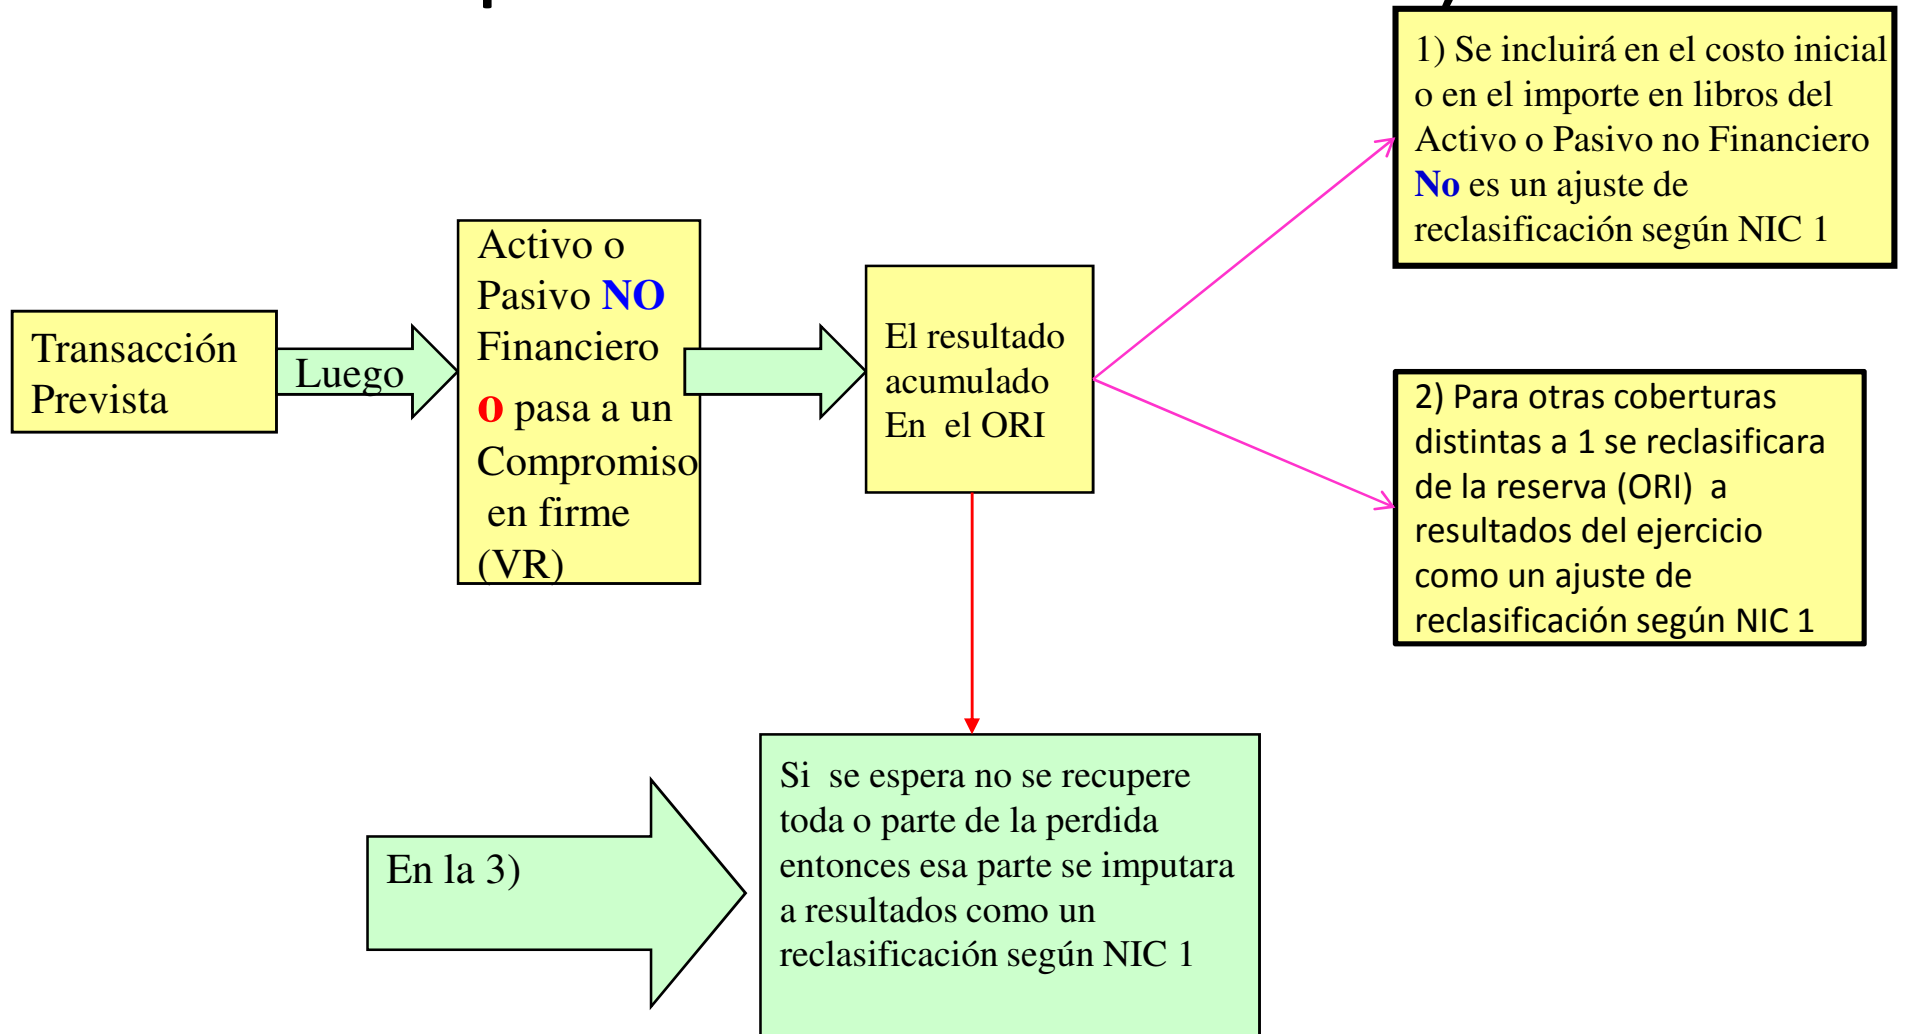 Transacción
Prevista
Luego
Activo o
Pasivo NO
Financiero
o pasa a un
Compromiso
en firme
(VR)
El resultado
acumulado
En el ORI
1) Se incluirá en el costo inicial
o en el importe en libros del
Activo o Pasivo no Financiero
No es un ajuste de
reclasificación según NIC 1
2) Para otras coberturas
distintas a 1 se reclasificara
de la reserva (ORI) a
resultados del ejercicio
como un ajuste de
reclasificación según NIC 1
En la 3)
Si se espera no se recupere
toda o parte de la perdida
entonces esa parte se imputara
a resultados como un
reclasificación según NIC 1